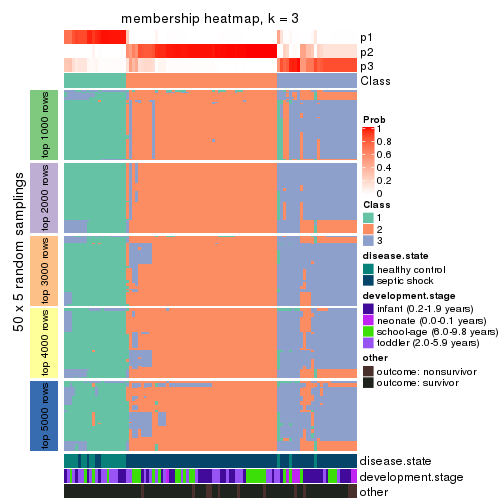 membership heatmap, k = 3
p1
p2
p3
Class
50 x 5 random samplings
top 1000 rows
top 2000 rows
top 3000 rows
top 4000 rows
top 5000 rows
Prob
1
0.8
0.6
0.4
0.2
0
Class
1
2
3
disease.state
healthy control
septic shock
development.stage
infant (0.2-1.9 years)
neonate (0.0-0.1 years)
school-age (6.0-9.8 years)
toddler (2.0-5.9 years)
other
outcome: nonsurvivor
outcome: survivor
disease.state
development.stage
other